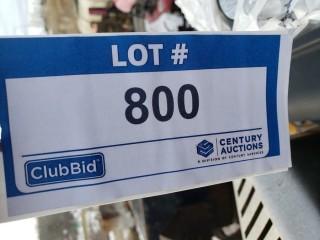 LOT #
800
ClubBid
CENTURY
AUCTIONS
A DIVISION OF CENTURY SERVICES